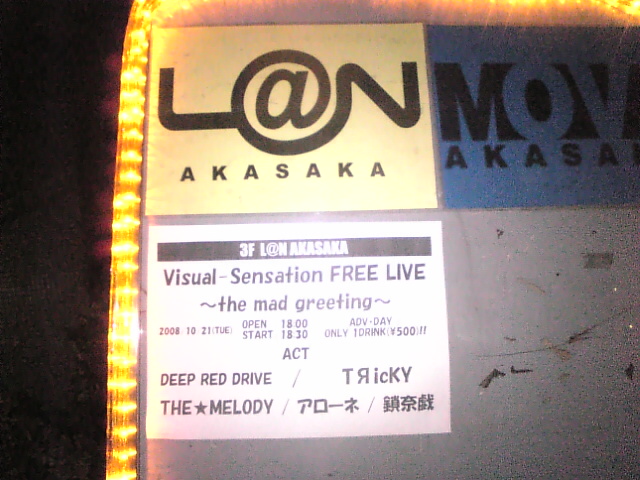 L@N
AKASAKA
MOV
AKASA
3F L@N AKASAKA
Visual-Sensation FREE LIVE
～the mad greeting～
2008 10 21(TUE) OPEN 18:00 ADV-DAY
START 18:30 ONLY 1DRINK(¥500)!!
ACT
DEEP RED DRIVE / TЯicKY
THE★MELODY / アローネ / 鎖奈戯